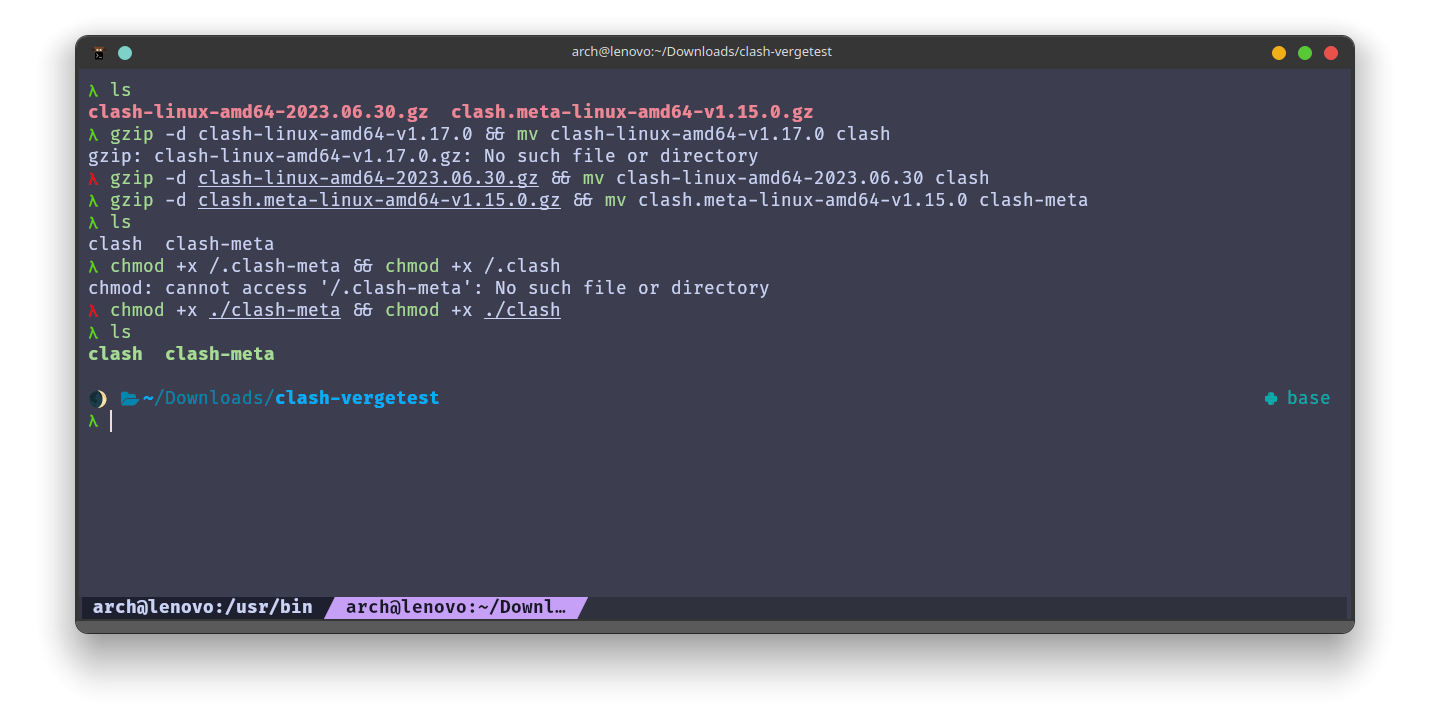 arch@lenovo:~/Downloads/clash-vergetest
λ ls
clash-linux-amd64-2023.06.30.gz  clash.meta-linux-amd64-v1.15.0.gz
λ gzip -d clash-linux-amd64-v1.17.0 && mv clash-linux-amd64-v1.17.0 clash
gzip: clash-linux-amd64-v1.17.0.gz: No such file or directory
λ gzip -d clash-linux-amd64-2023.06.30.gz && mv clash-linux-amd64-2023.06.30 clash
λ gzip -d clash.meta-linux-amd64-v1.15.0.gz && mv clash.meta-linux-amd64-v1.15.0 clash-meta
λ ls
clash  clash-meta
λ chmod +x /.clash-meta && chmod +x /.clash
chmod: cannot access '/.clash-meta': No such file or directory
λ chmod +x ./clash-meta && chmod +x ./clash
λ ls
clash  clash-meta
~/Downloads/clash-vergetest base
λ
arch@lenovo:/usr/bin arch@lenovo:~/Downl…